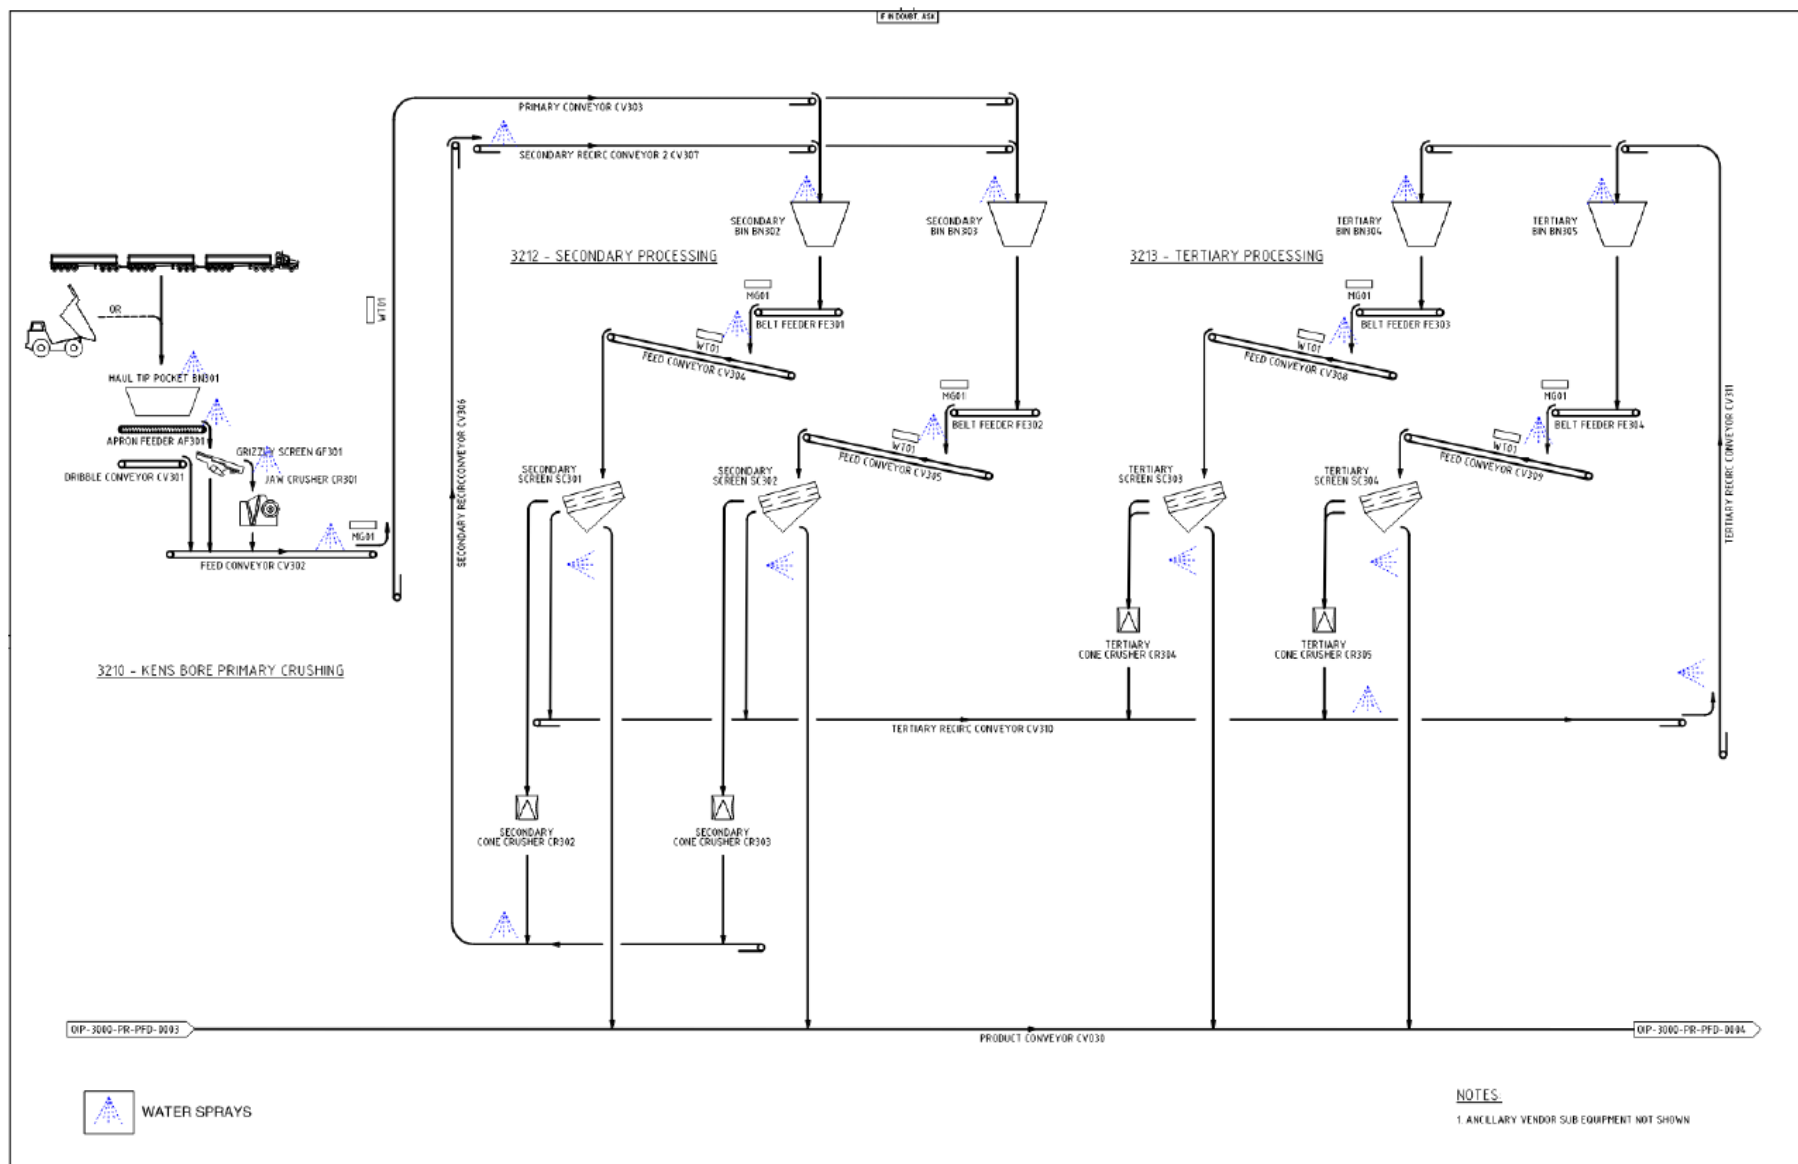 IF IN DOUBT ASK
PRIMARY CONVEYOR CV303
SECONDARY RECIRC CONVEYOR 2 CV307
SECONDARY
BIN BN302
SECONDARY
BIN BN303
TERTIARY
BIN BN304
TERTIARY
BIN BN305
3212 - SECONDARY PROCESSING
3213 - TERTIARY PROCESSING
OR
WT01
MG01
BELT FEEDER FE301
WT01
FEED CONVEYOR CV304
MG01
BELT FEEDER FE303
WT01
FEED CONVEYOR CV308
HAUL TIP POCKET BN301
APRON FEEDER AF301
GRIZZLY SCREEN GF301
DRIBBLE CONVEYOR CV301
JAW CRUSHER CR301
MG01
FEED CONVEYOR CV302
SECONDARY RECIRCCONVEYOR CV306
MG01
BELT FEEDER FE302
WT01
FEED CONVEYOR CV305
MG01
BELT FEEDER FE304
WT01
FEED CONVEYOR CV309
TERTIARY RECIRC CONVEYOR CV311
SECONDARY
SCREEN SC301
SECONDARY
SCREEN SC302
TERTIARY
SCREEN SC303
TERTIARY
SCREEN SC304
3210 - KENS BORE PRIMARY CRUSHING
TERTIARY
CONE CRUSHER CR304
TERTIARY
CONE CRUSHER CR305
TERTIARY RECIRC CONVEYOR CV310
SECONDARY
CONE CRUSHER CR302
SECONDARY
CONE CRUSHER CR303
OIP-3000-PR-PFD-0003
OIP-3000-PR-PFD-0004
PRODUCT CONVEYOR CV030
WATER SPRAYS
NOTES:
1. ANCILLARY VENDOR SUB EQUIPMENT NOT SHOWN